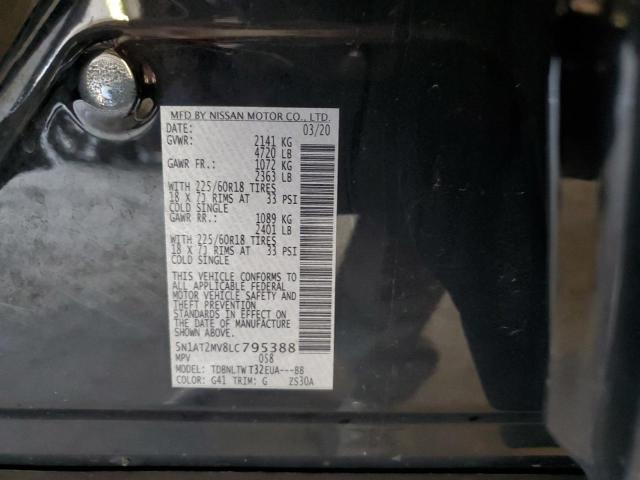 MFD BY NISSAN MOTOR CO., LTD.
DATE: 03/20
GVWR: 2141 KG
4720 LB
GAWR FR.: 1072 KG
2363 LB
WITH 225/60R18 TIRES
18 X 7J RIMS AT 33 PSI
COLD SINGLE
GAWR RR.: 1089 KG
2401 LB
WITH 225/60R18 TIRES
18 X 7J RIMS AT 33 PSI
COLD SINGLE
THIS VEHICLE CONFORMS TO
ALL APPLICABLE FEDERAL
MOTOR VEHICLE SAFETY AND
AND THEFT PREVENTION
STANDARDS IN EFFECT ON THE
DATE OF MANUFACTURE SHOWN
ABOVE.
5N1AT2MV8LC795388
MPV 058
MODEL: TDBNLTW T32EUA---BB
COLOR: G41 TRIM: G ZS30A